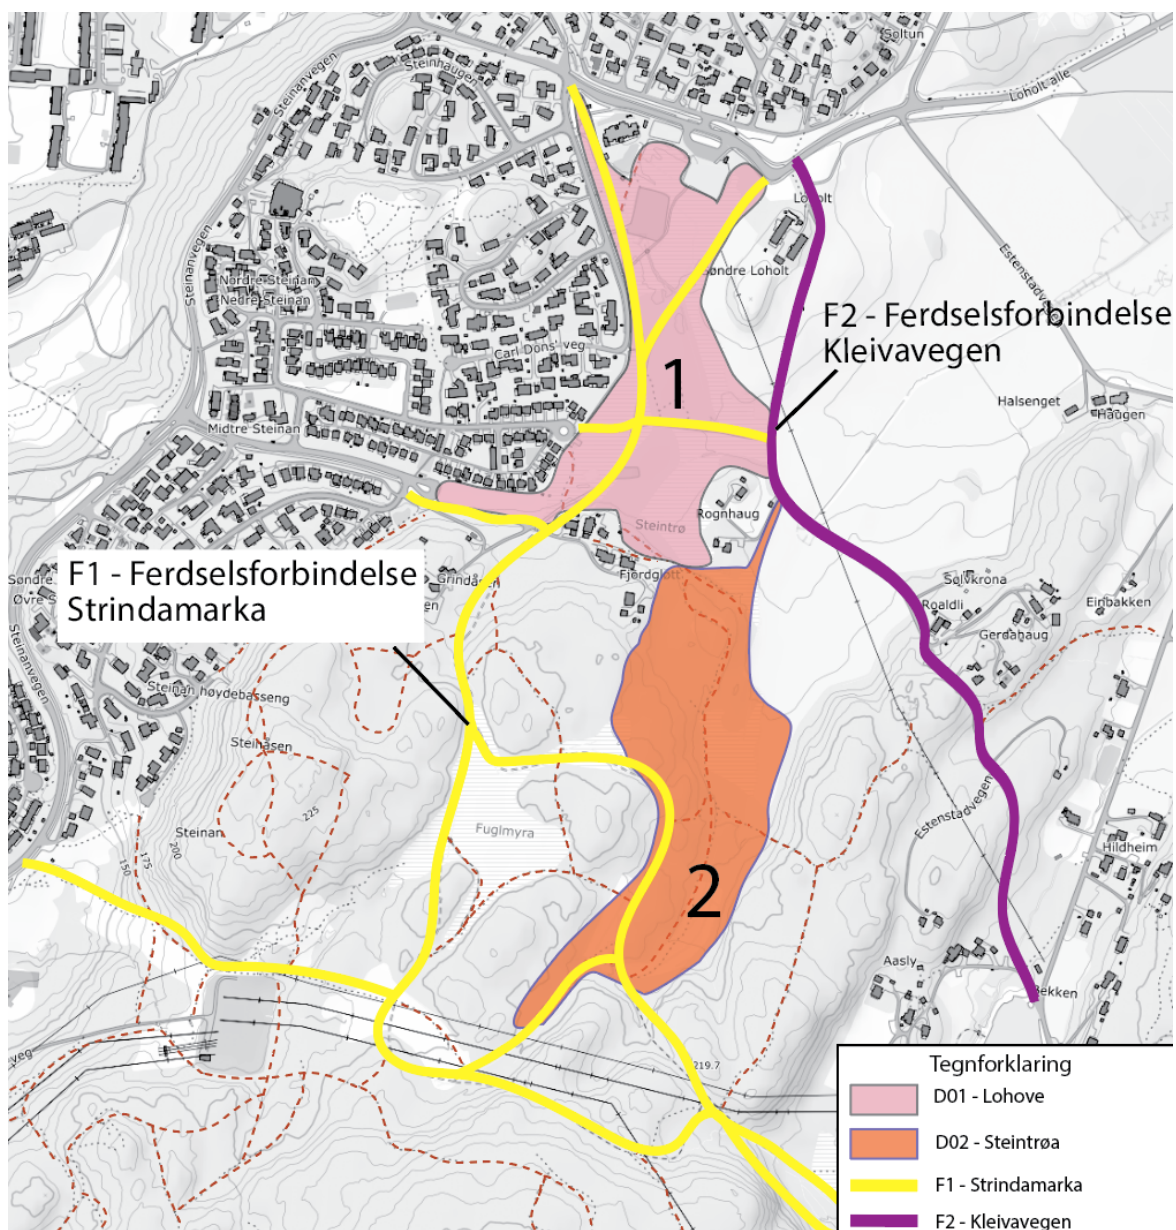 Soltun
Steinhaugen
Steinanvegen
Loholt alle
Loholt
Søndre Loholt
Steinanvegen
Nordre Steinan
Nedre Steinan
Carl Dons' veg
F2 - Ferdselsforbindelse
Kleivavegen
1
Halsenget
Haugen
Midtre Steinan
Rognhaug
Steintrø
Fjordglott
F1 - Ferdselsforbindelse
Strindamarka
Grindåsen
Sølvkrona
Roaldli
Einbakken
Gerdahaug
Steinanvegen
Steinan høydebasseng
Steinåsen
225
Steinan
200
175
150
Fuglmyra
Estenstadvegen
Hildheim
2
Aasly
219.7
Tegnforklaring
D01 - Lohove
D02 - Steintrøa
F1 - Strindamarka
F2 - Kleivavegen